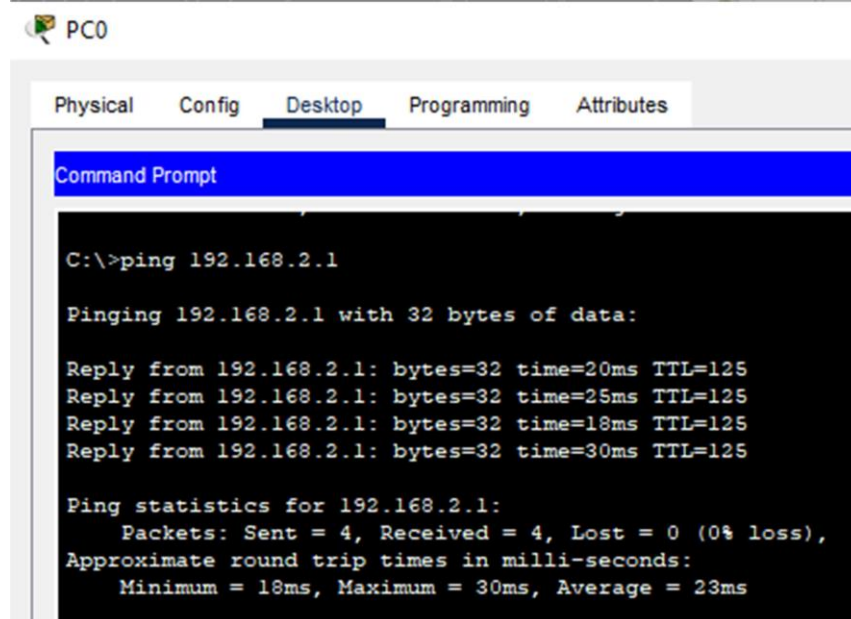 PC0
Physical Config Desktop Programming Attributes
Command Prompt
C:\>ping 192.168.2.1
Pinging 192.168.2.1 with 32 bytes of data:
Reply from 192.168.2.1: bytes=32 time=20ms TTL=125
Reply from 192.168.2.1: bytes=32 time=25ms TTL=125
Reply from 192.168.2.1: bytes=32 time=18ms TTL=125
Reply from 192.168.2.1: bytes=32 time=30ms TTL=125
Ping statistics for 192.168.2.1:
Packets: Sent = 4, Received = 4, Lost = 0 (0% loss),
Approximate round trip times in milli-seconds:
Minimum = 18ms, Maximum = 30ms, Average = 23ms